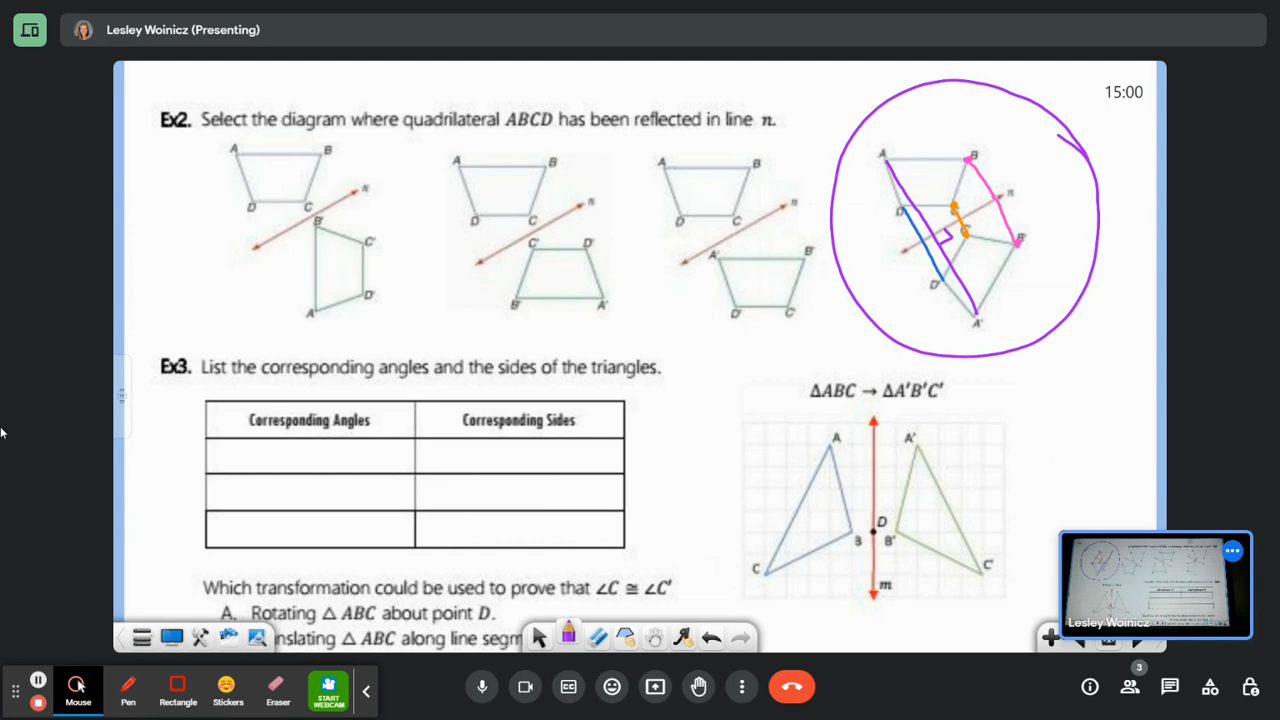 Lesley Woinicz (Presenting)
15:00
Ex2. Select the diagram where quadrilateral ABCD has been reflected in line n.
A B D C n B' C' D' A'
A B D C n C' D' B' A'
A B D C n A' B' D' C'
A B D n B' D' A'
Ex3. List the corresponding angles and the sides of the triangles.
ΔABC → ΔA'B'C'
Corresponding Angles Corresponding Sides
A A'
D
B B'
C C'
m
Which transformation could be used to prove that ∠C ≅ ∠C'
A. Rotating △ ABC about point D.
nslating △ ABC along line segm
Lesley Woinicz
3
Mouse Pen Rectangle Stickers Eraser START WEBCAM